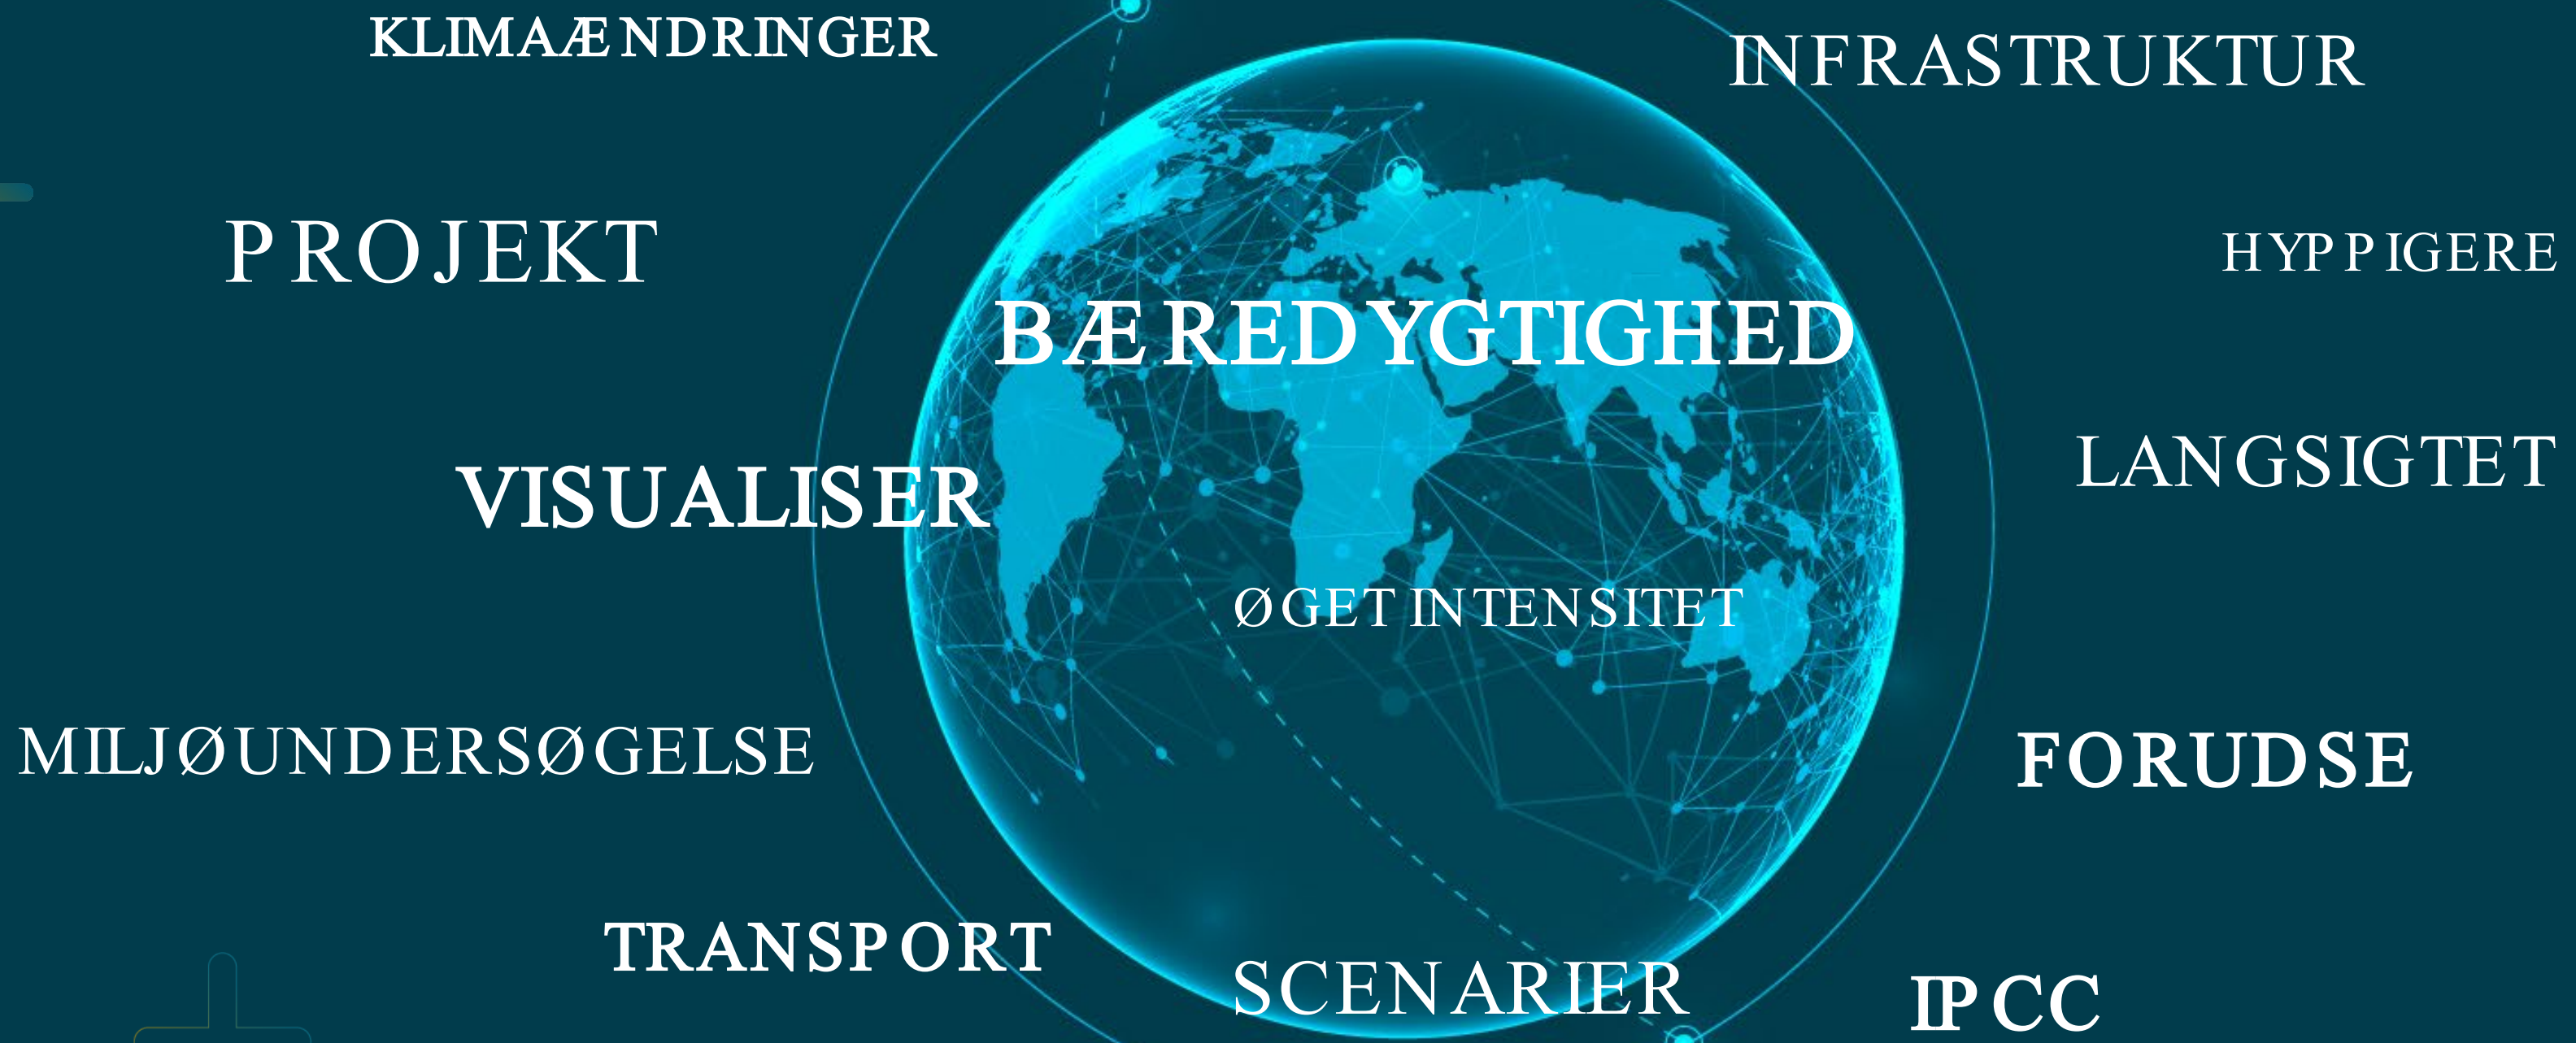 KLIMAÆNDRINGER
INFRASTRUKTUR
PROJEKT
HYPPIGERE
BÆREDYGTIGHED
LANGSIGTET
VISUALISER
ØGET INTENSITET
MILJØUNDERSØGELSE
FORUDSE
TRANSPORT
SCENARIER
IPCC